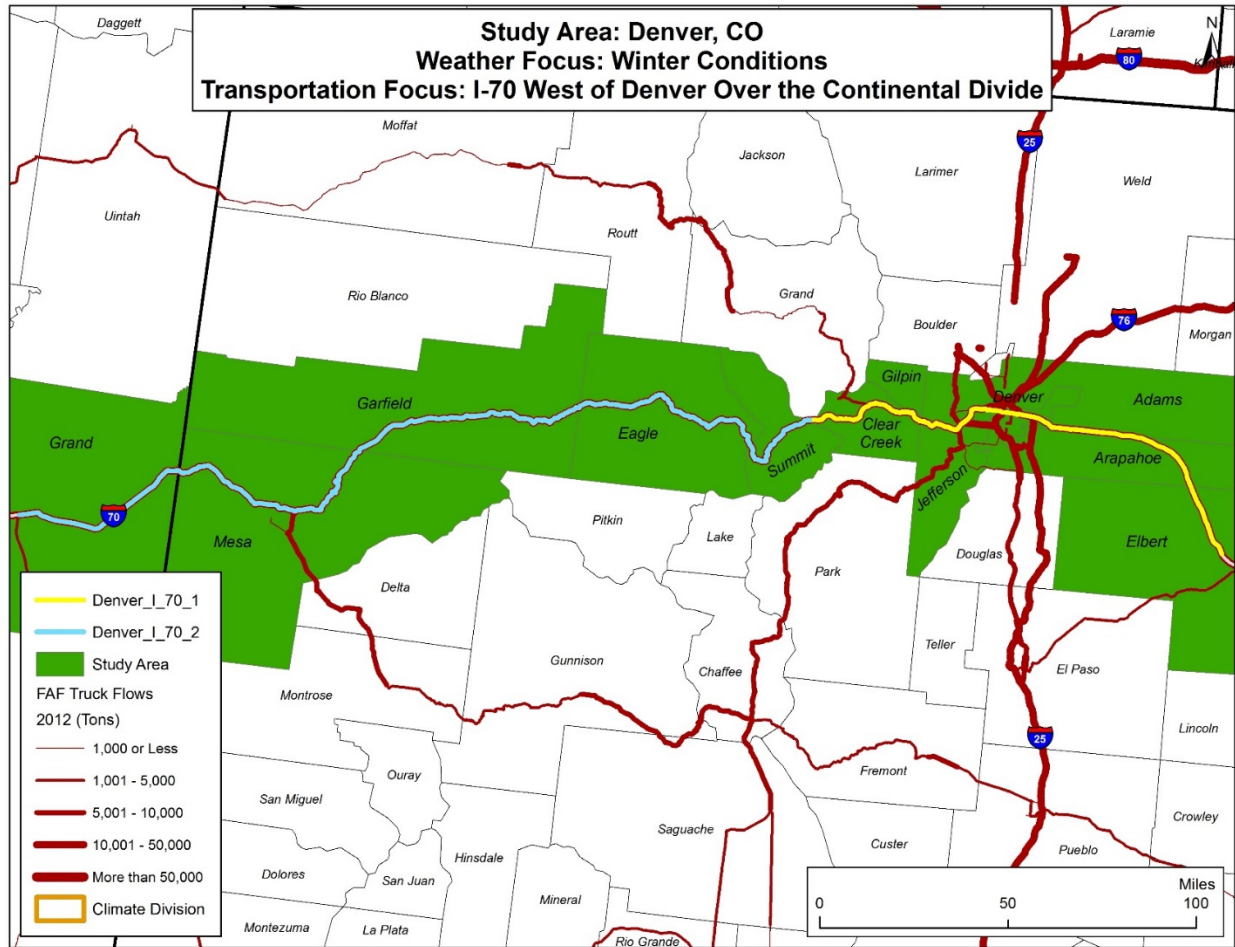 Study Area: Denver, CO
Weather Focus: Winter Conditions
Transportation Focus: I-70 West of Denver Over the Continental Divide
N
Daggett
Laramie
80
Moffat
Jackson
Larimer
25
Weld
Uintah
Routt
Rio Blanco
Grand
Boulder
76
Morgan
Gilpin
Denver
Adams
Garfield
Grand
Eagle
Summit
Clear
Creek
Jefferson
Arapahoe
70
Mesa
Pitkin
Lake
Park
Douglas
Elbert
Delta
Gunnison
Chaffee
Teller
El Paso
Montrose
Lincoln
25
Ouray
Fremont
San Miguel
Saguache
Crowley
Custer
Pueblo
Hinsdale
Dolores
San Juan
Mineral
Montezuma
La Plata
Rio Grande
Denver_I_70_1
Denver_I_70_2
Study Area
FAF Truck Flows
2012 (Tons)
1,000 or Less
1,001 - 5,000
5,001 - 10,000
10,001 - 50,000
More than 50,000
Climate Division
Miles
0 50 100